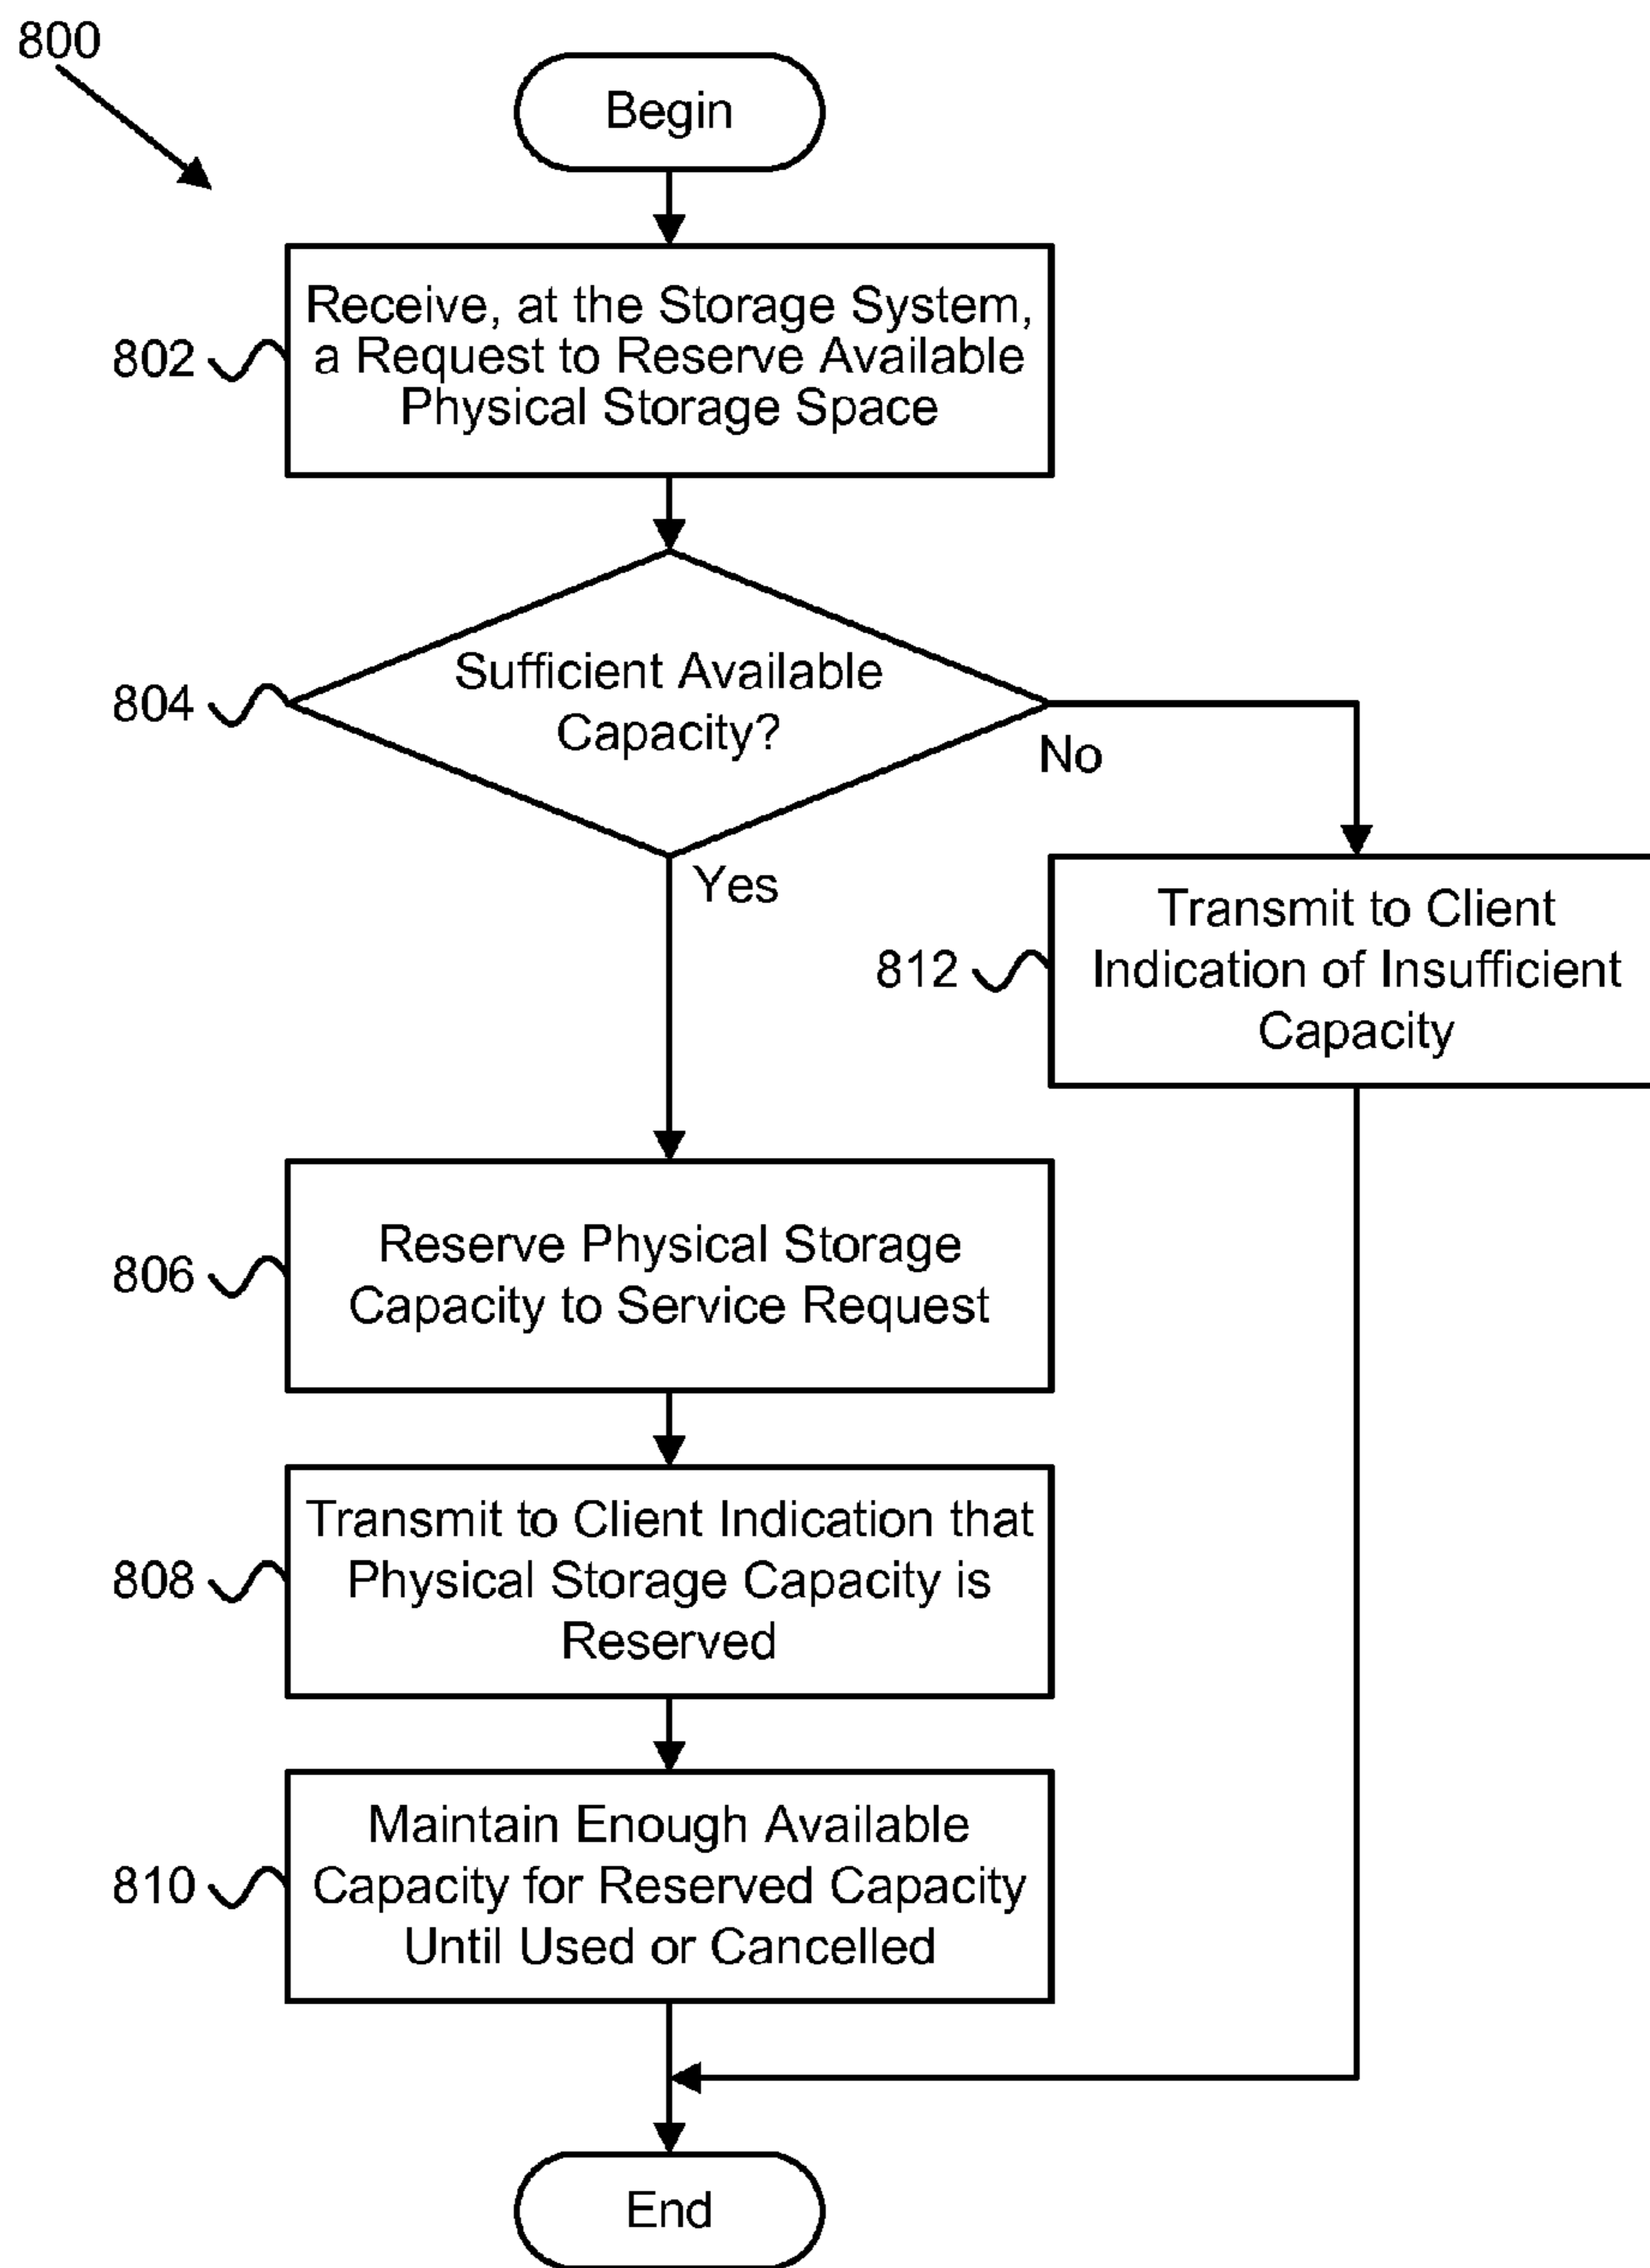 800
Begin
802
Receive, at the Storage System,
a Request to Reserve Available
Physical Storage Space
804
Sufficient Available
Capacity?
No
Yes
812
Transmit to Client
Indication of Insufficient
Capacity
806
Reserve Physical Storage
Capacity to Service Request
808
Transmit to Client Indication that
Physical Storage Capacity is
Reserved
810
Maintain Enough Available
Capacity for Reserved Capacity
Until Used or Cancelled
End